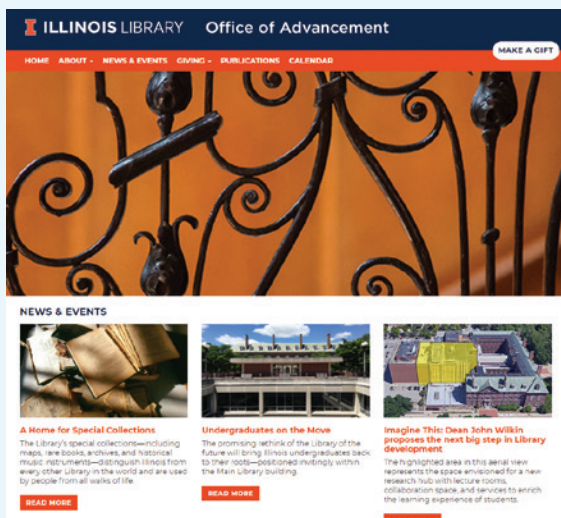 I ILLINOIS LIBRARY Office of Advancement
MAKE A GIFT
HOME ABOUT NEWS & EVENTS GIVING PUBLICATIONS CALENDAR
NEWS & EVENTS
A Home for Special Collections
The Library's special collections—including
maps, rare books, archives, and historical
music instruments—distinguish Illinois from
every other Library in the world and are used
by people from all walks of life.
READ MORE
Undergraduates on the Move
The promising rethink of the Library of the
future will bring Illinois undergraduates back
to their roots—positioned invitingly within
the Main Library building.
READ MORE
Imagine This: Dean John Wilkin
proposes the next big step in Library
development
The highlighted area in this aerial view
represents the space envisioned for a new
research hub with lecture rooms,
collaboration space, and services to enrich
the learning experience of students.